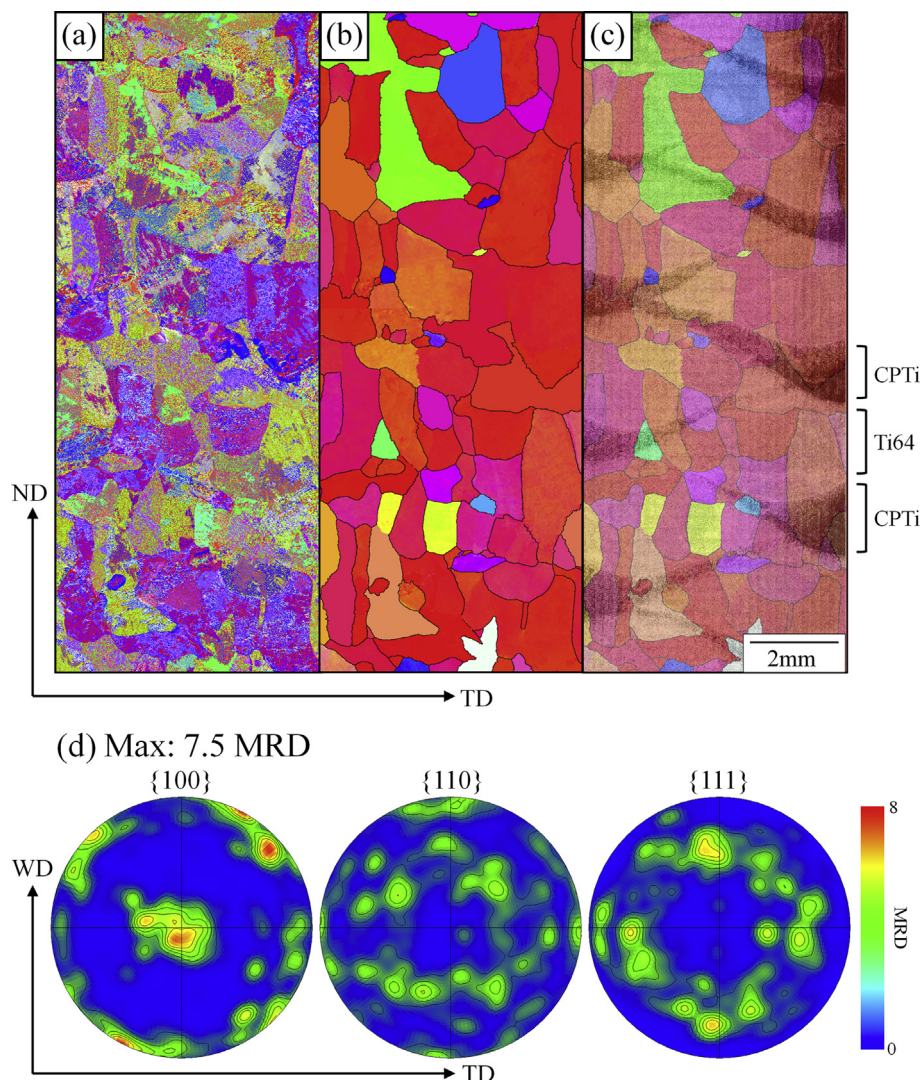 (a)
(b)
(c)
CPTi
Ti64
CPTi
ND
TD
2mm
(d) Max: 7.5 MRD
{100}
{110}
{111}
8
WD
MRD
0
TD